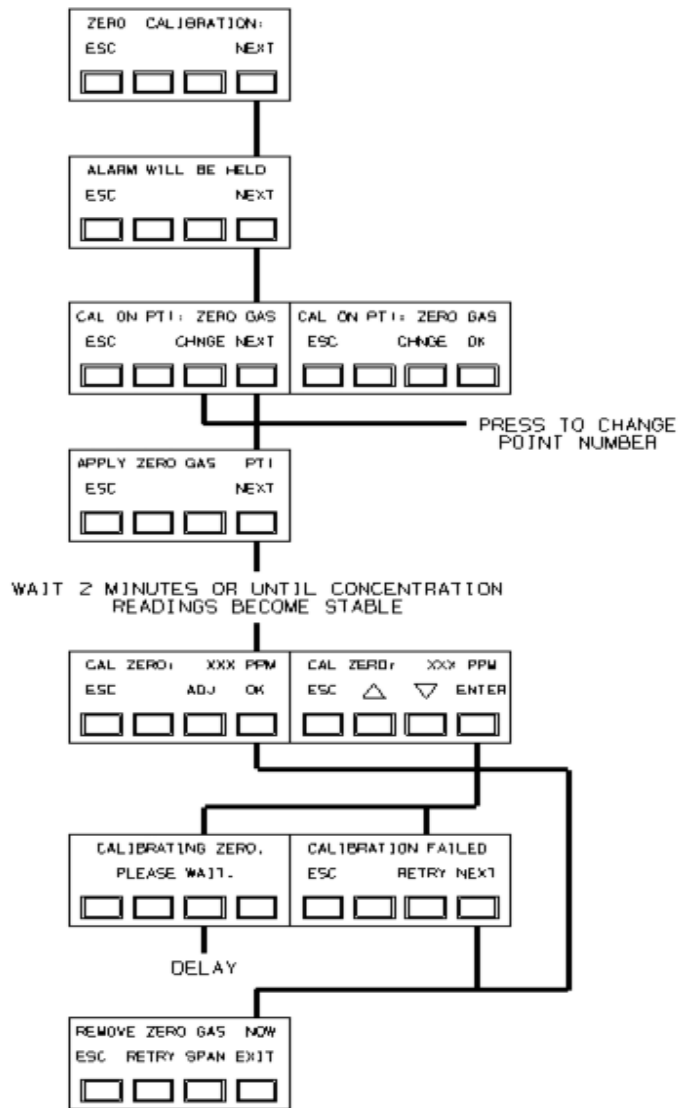 ZERO CALIBRATION:
ESC NEXT
ALARM WILL BE HELD
ESC NEXT
CAL ON PT1: ZERO GAS
ESC CHNGE NEXT
CAL ON PT1: ZERO GAS
ESC CHNGE OK
PRESS TO CHANGE
POINT NUMBER
APPLY ZERO GAS PT1
ESC NEXT
WAIT 2 MINUTES OR UNTIL CONCENTRATION
READINGS BECOME STABLE
CAL ZERO: XXX PPM
ESC ADJ OK
CAL ZERO: XXX PPM
ESC △ ▽ ENTER
CALIBRATING ZERO.
PLEASE WAIT.
CALIBRATION FAILED
ESC RETRY NEXT
DELAY
REMOVE ZERO GAS NOW
ESC RETRY SPAN EXIT